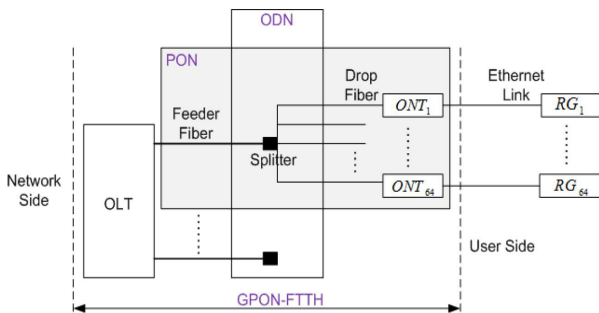 ODN
PON
Drop
Fiber
Ethernet
Link
Feeder
Fiber
ONT1
RG1
Splitter
Network
Side
OLT
ONT64
RG64
User Side
GPON-FTTH